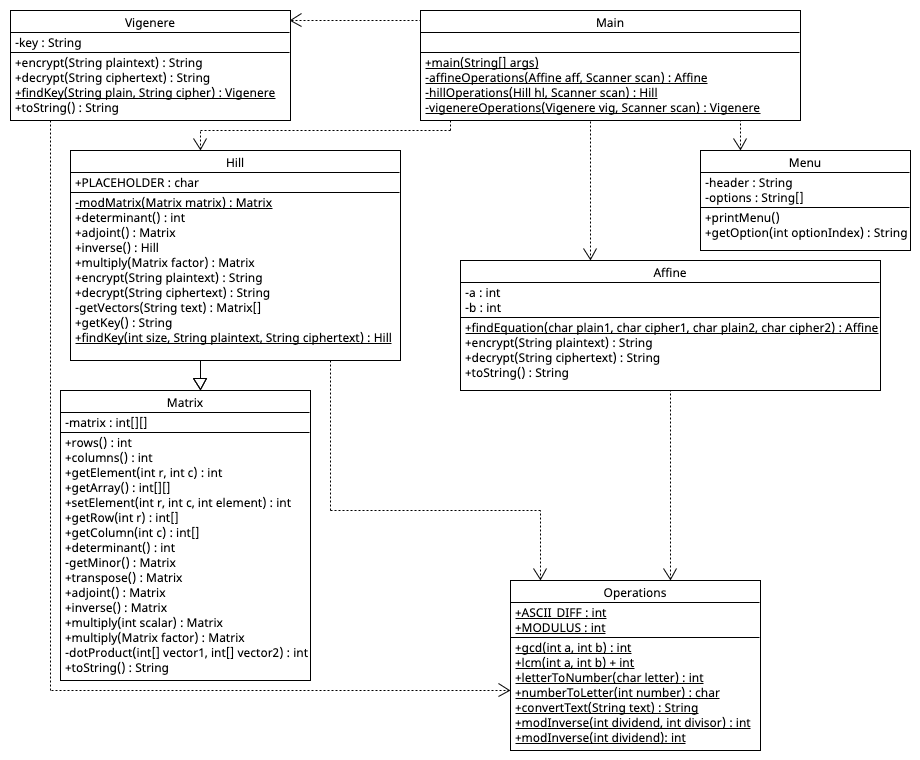 Vigenere
-key : String
+encrypt(String plaintext) : String
+decrypt(String ciphertext) : String
+findKey(String plain, String cipher) : Vigenere
+toString() : String
Main
+main(String[] args)
-affineOperations(Affine aff, Scanner scan) : Affine
-hillOperations(Hill hl, Scanner scan) : Hill
-vigenereOperations(Vigenere vig, Scanner scan) : Vigenere
Hill
+PLACEHOLDER : char
-modMatrix(Matrix matrix) : Matrix
+determinant() : int
+adjoint() : Matrix
+inverse() : Hill
+multiply(Matrix factor) : Matrix
+encrypt(String plaintext) : String
+decrypt(String ciphertext) : String
-getVectors(String text) : Matrix[]
+getKey() : String
+findKey(int size, String plaintext, String ciphertext) : Hill
Menu
-header : String
-options : String[]
+printMenu()
+getOption(int optionIndex) : String
Affine
-a : int
-b : int
+findEquation(char plain1, char cipher1, char plain2, char cipher2) : Affine
+encrypt(String plaintext) : String
+decrypt(String ciphertext) : String
+toString() : String
Matrix
-matrix : int[][]
+rows() : int
+columns() : int
+getElement(int r, int c) : int
+getArray() : int[][]
+setElement(int r, int c, int element) : int
+getRow(int r) : int[]
+getColumn(int c) : int[]
+determinant() : int
-getMinor() : Matrix
+transpose() : Matrix
+adjoint() : Matrix
+inverse() : Matrix
+multiply(int scalar) : Matrix
+multiply(Matrix factor) : Matrix
-dotProduct(int[] vector1, int[] vector2) : int
+toString() : String
Operations
+ASCII_DIFF : int
+MODULUS : int
+gcd(int a, int b) : int
+lcm(int a, int b) + int
+letterToNumber(char letter) : int
+numberToLetter(int number) : char
+convertText(String text) : String
+modInverse(int dividend, int divisor) : int
+modInverse(int dividend): int